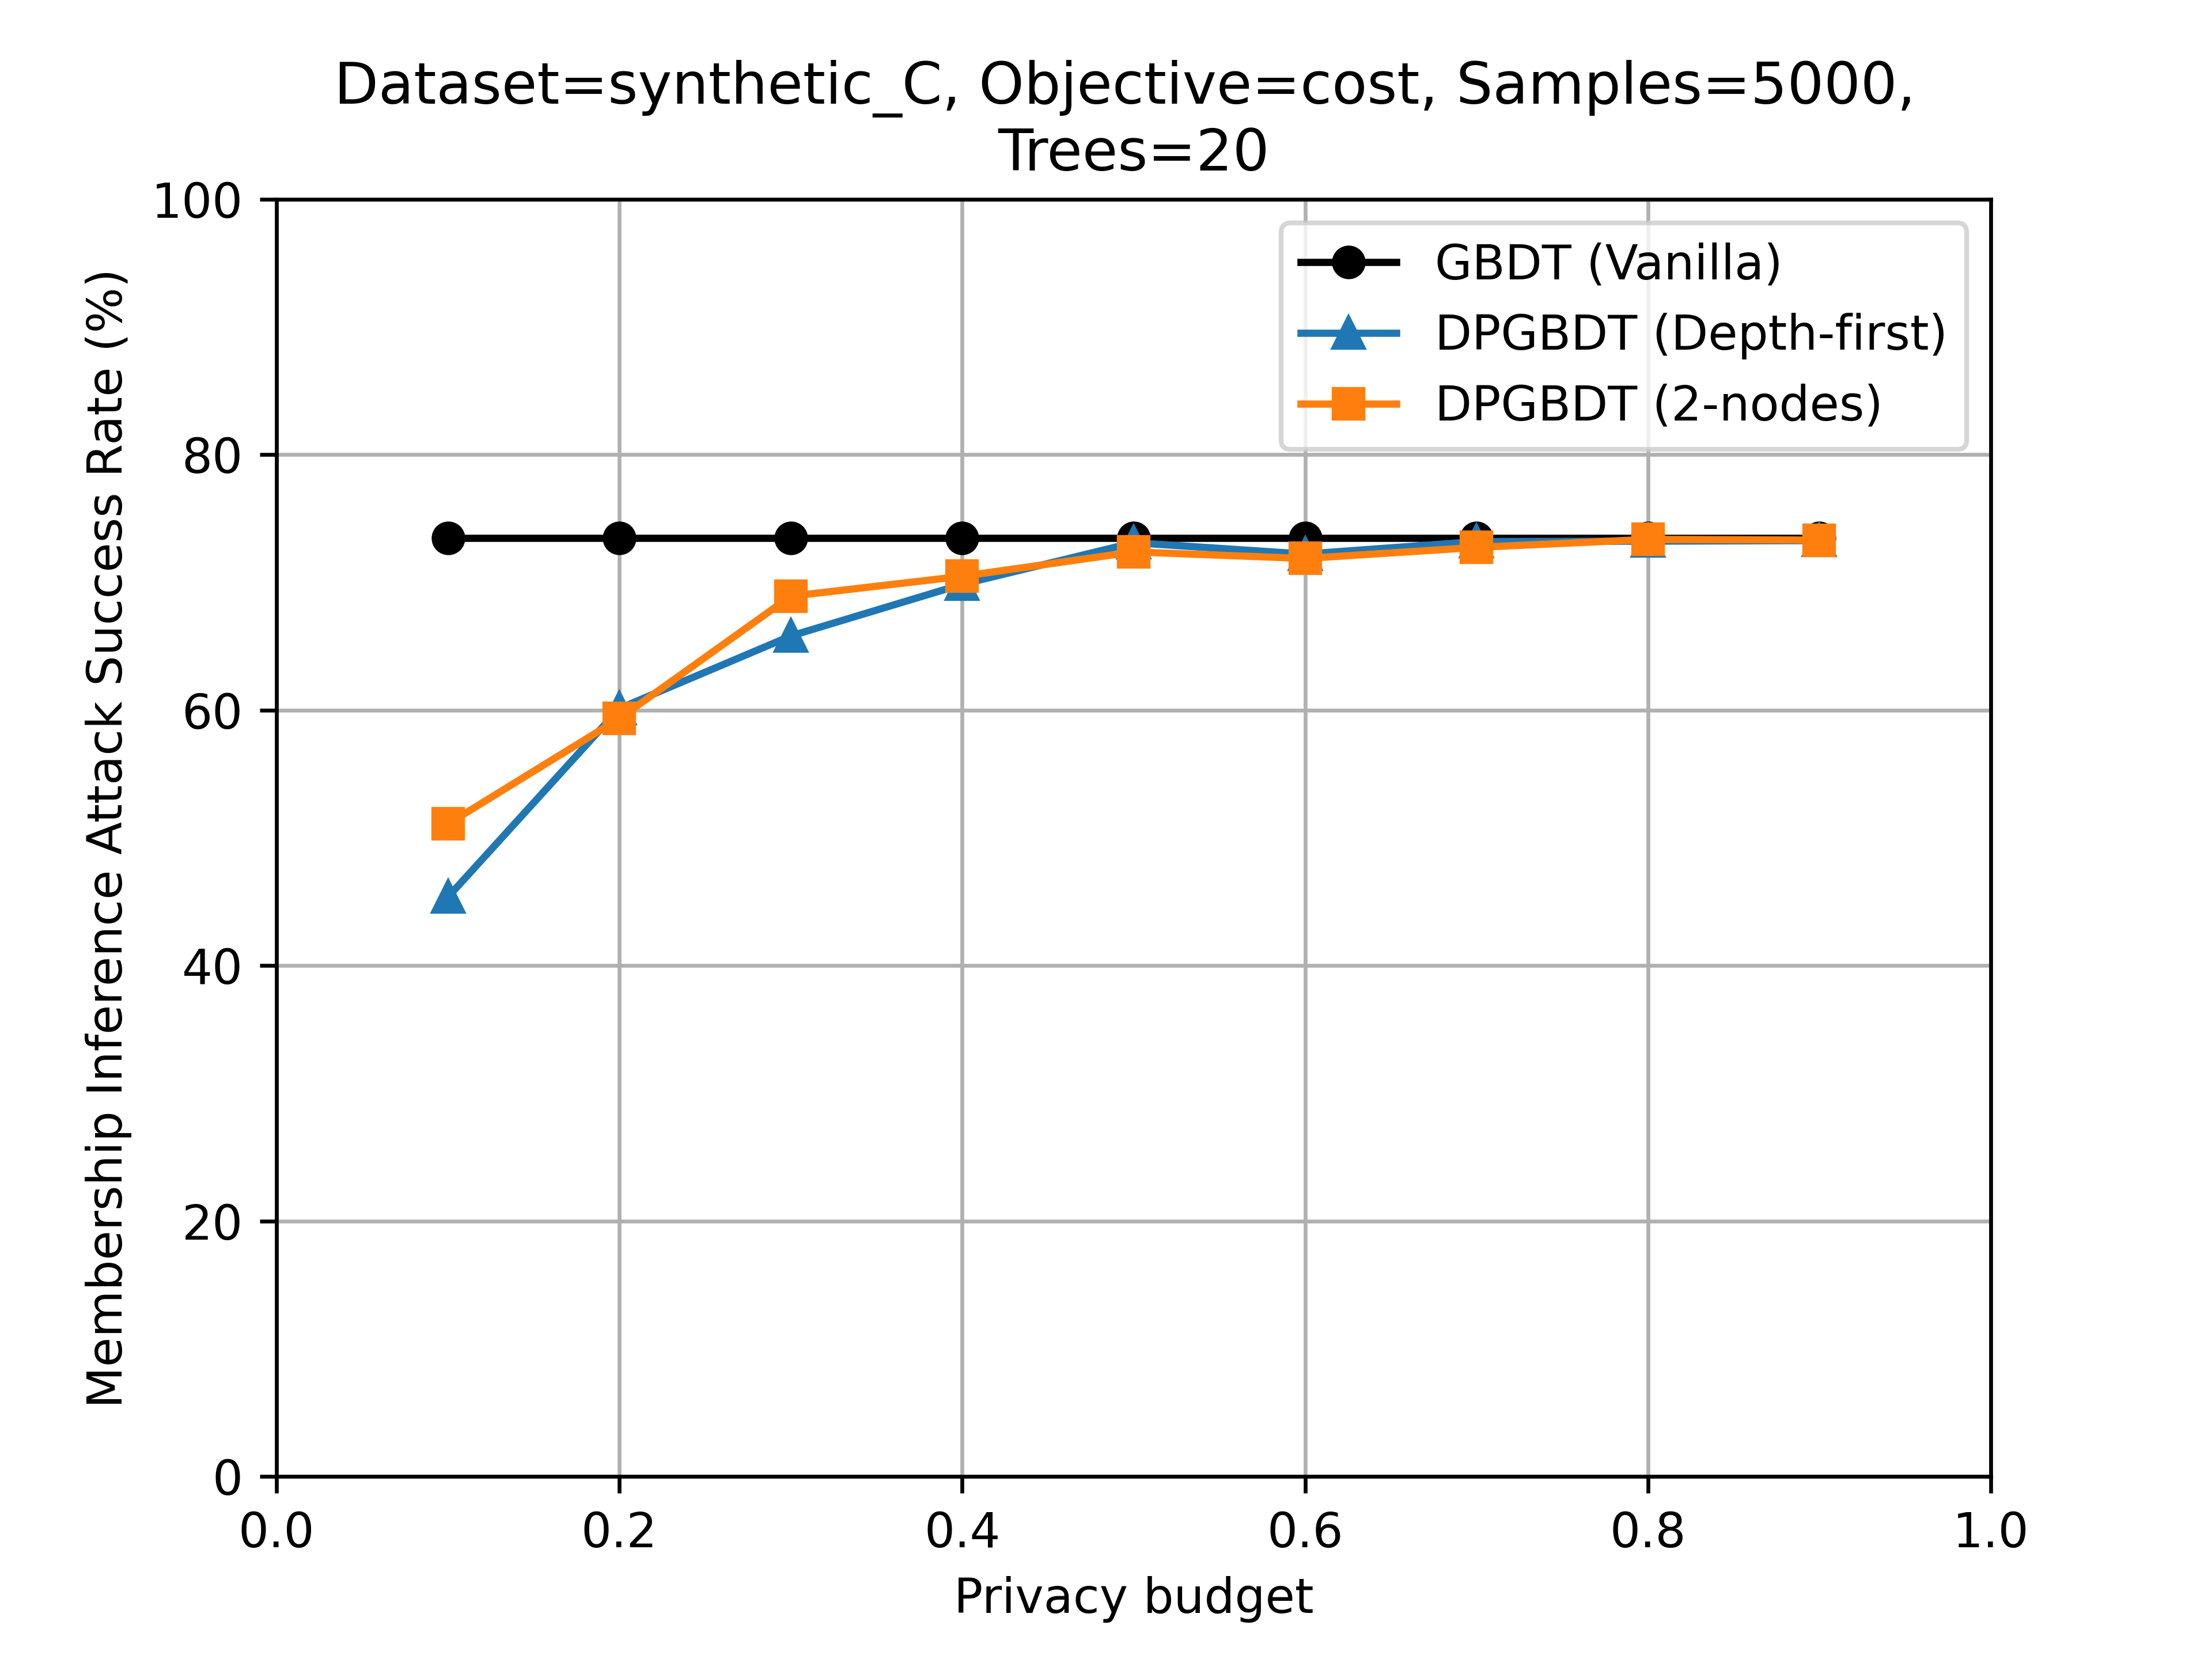 Dataset=synthetic_C, Objective=cost, Samples=5000,
Trees=20
100
80
60
40
20
0
Membership Inference Attack Success Rate (%)
GBDT (Vanilla)
DPGBDT (Depth-first)
DPGBDT (2-nodes)
0.0 0.2 0.4 0.6 0.8 1.0
Privacy budget